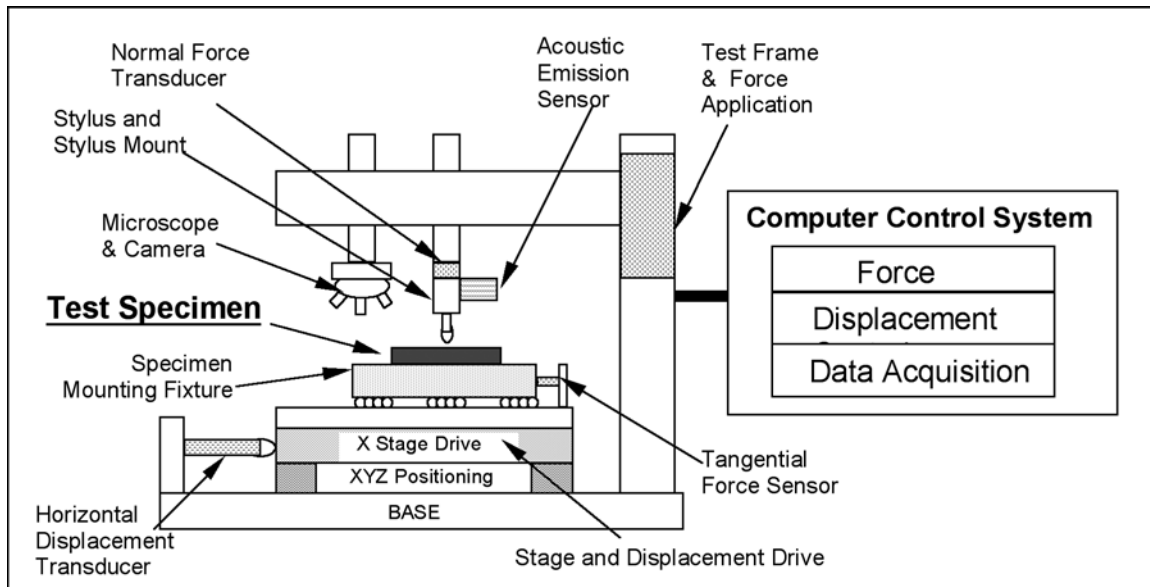 Normal Force
Transducer
Acoustic
Emission
Sensor
Test Frame
& Force
Application
Stylus and
Stylus Mount
Microscope
& Camera
Computer Control System
Force
Displacement
Data Acquisition
Test Specimen
Specimen
Mounting Fixture
X Stage Drive
XYZ Positioning
BASE
Tangential
Force Sensor
Horizontal
Displacement
Transducer
Stage and Displacement Drive